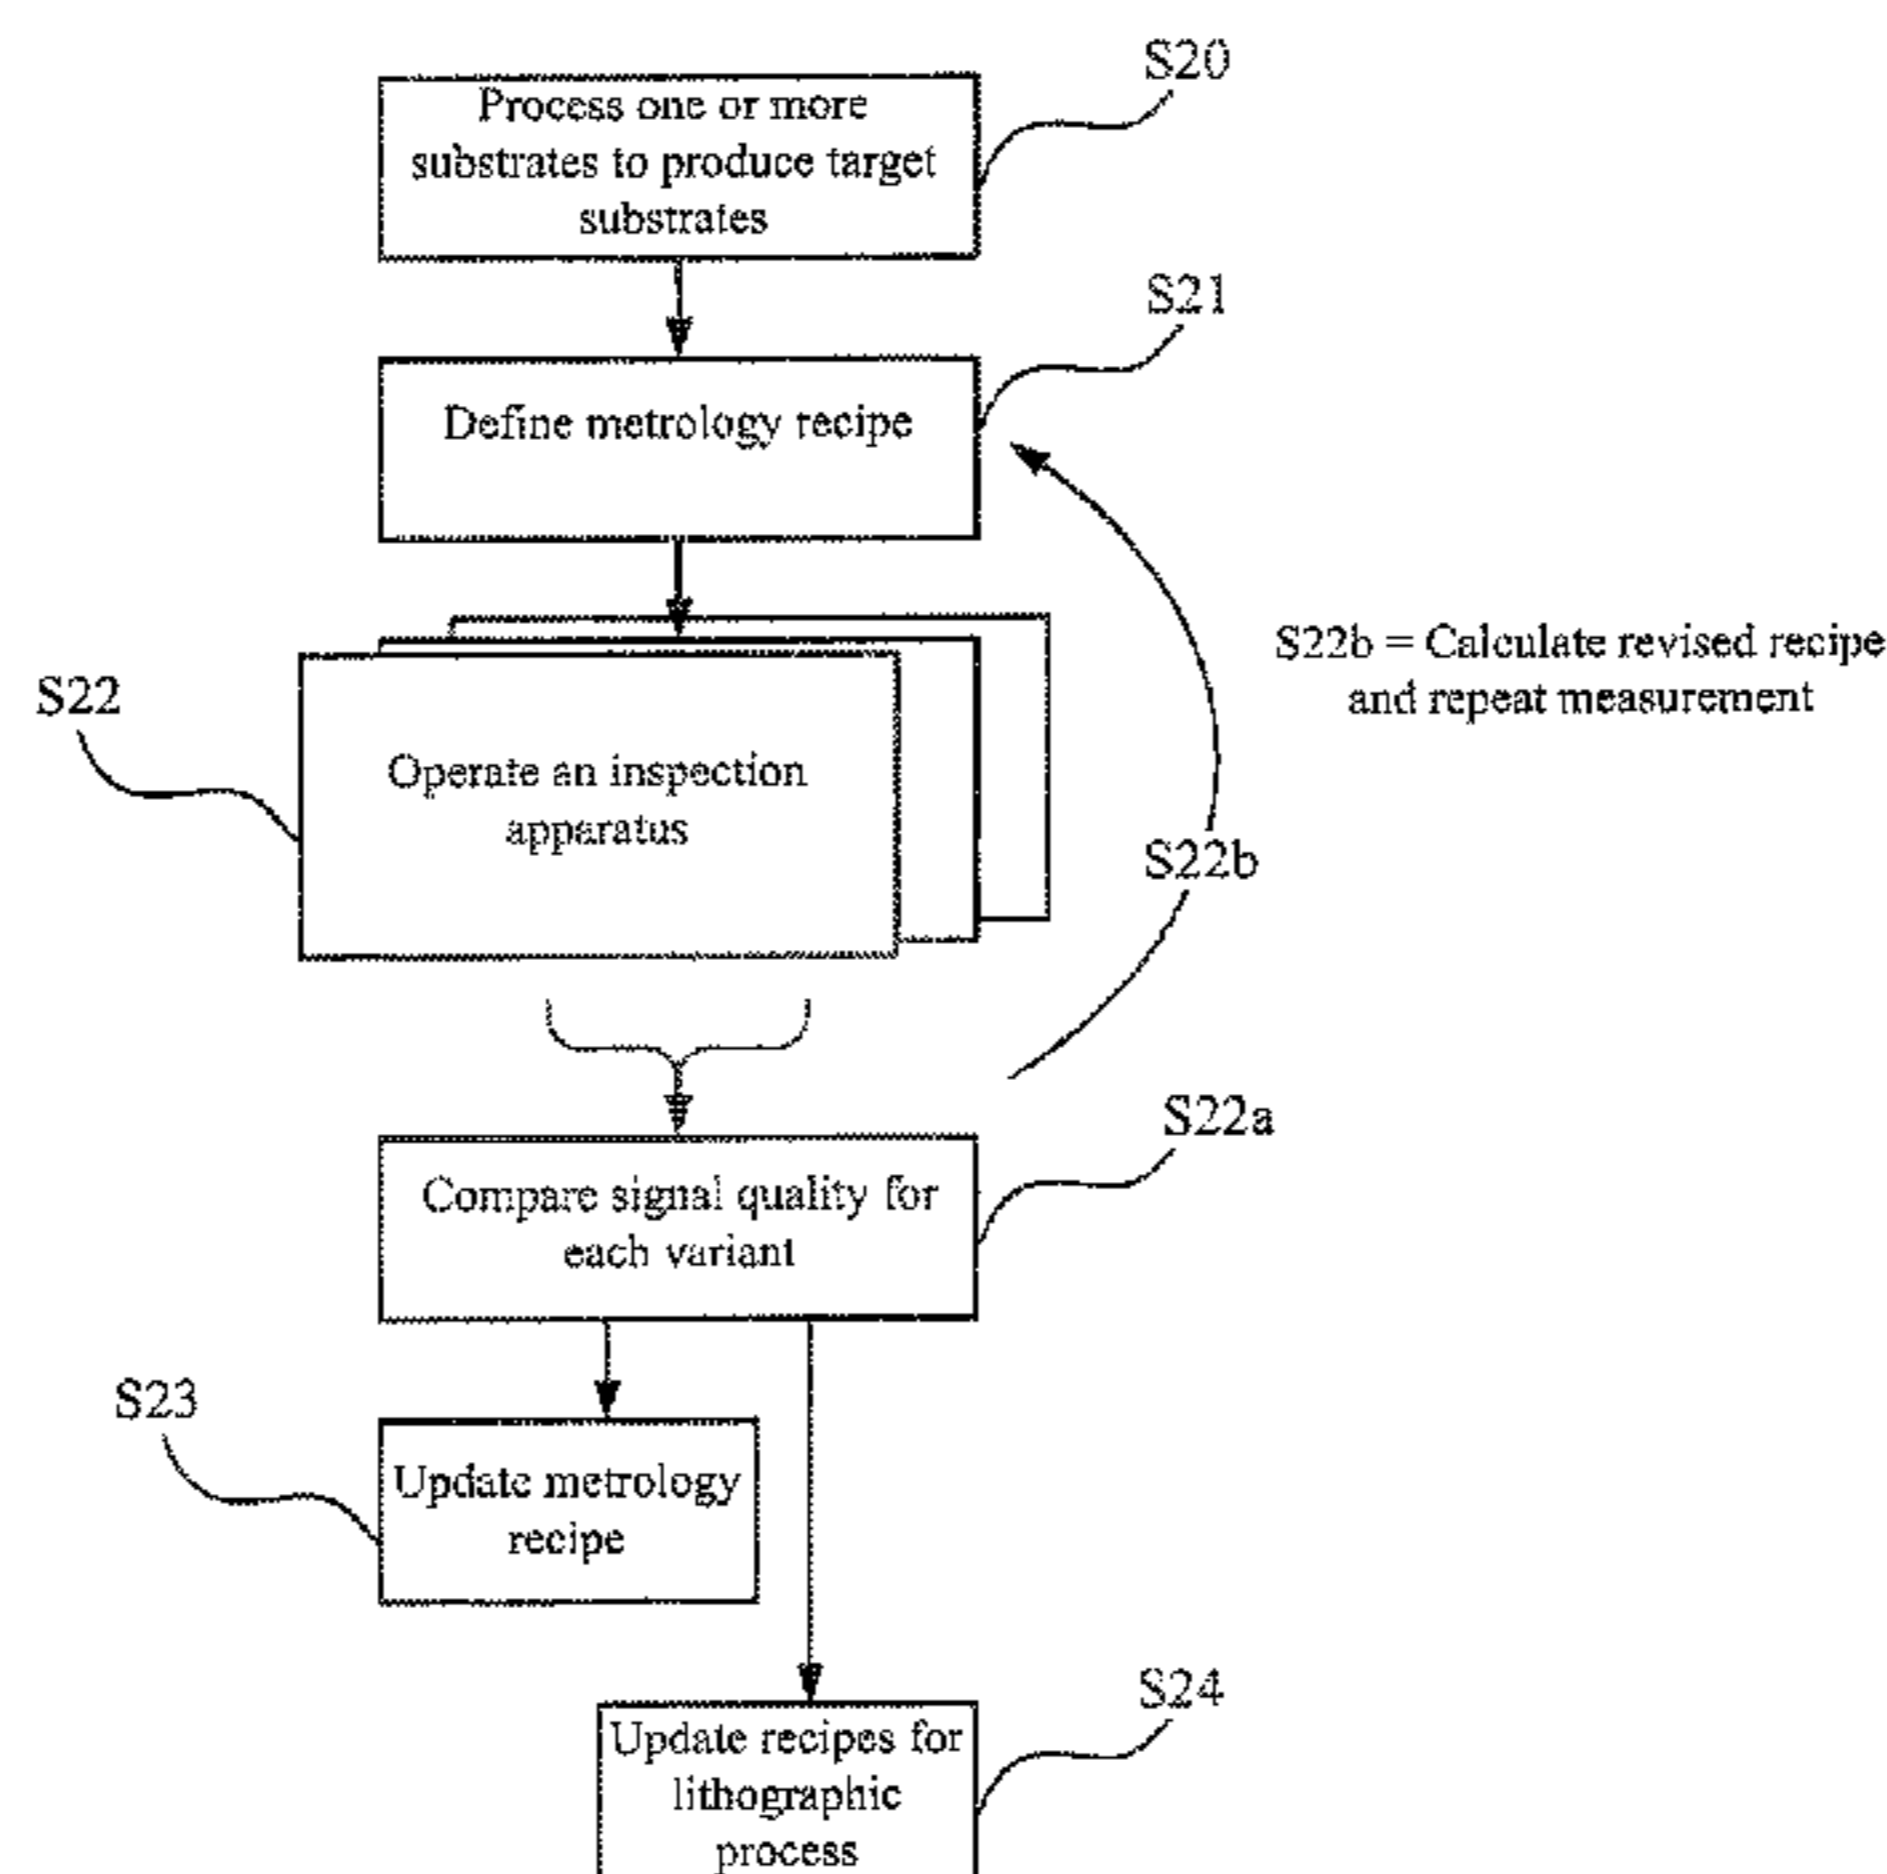 S20
Process one or more
substrates to produce target
substrates
S21
Define metrology recipe
S22b = Calculate revised recipe
and repeat measurement
S22
Operate an inspection
apparatus
S22b
S22a
Compare signal quality for
each variant
S23
Update metrology
recipe
S24
Update recipes for
lithographic
process